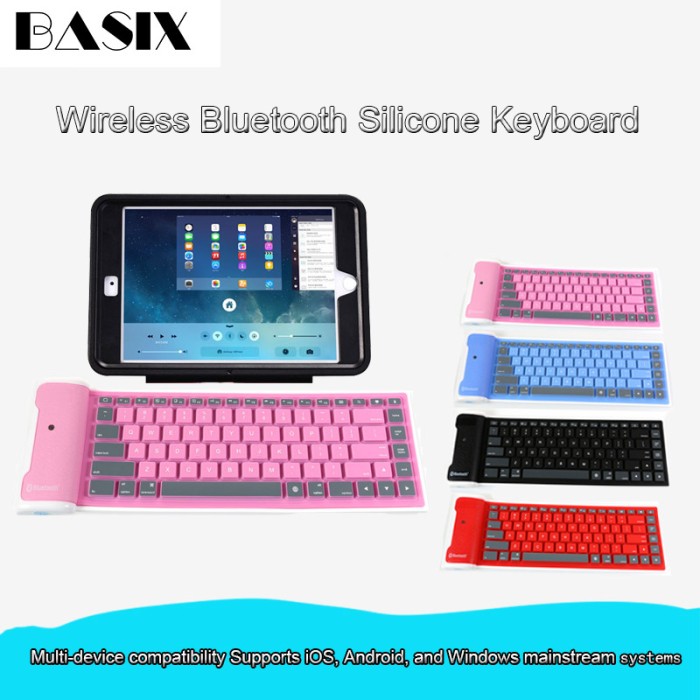 BASIX
Wireless Bluetooth Silicone Keyboard
Multi-device compatibility Supports iOS, Android, and Windows mainstream systems